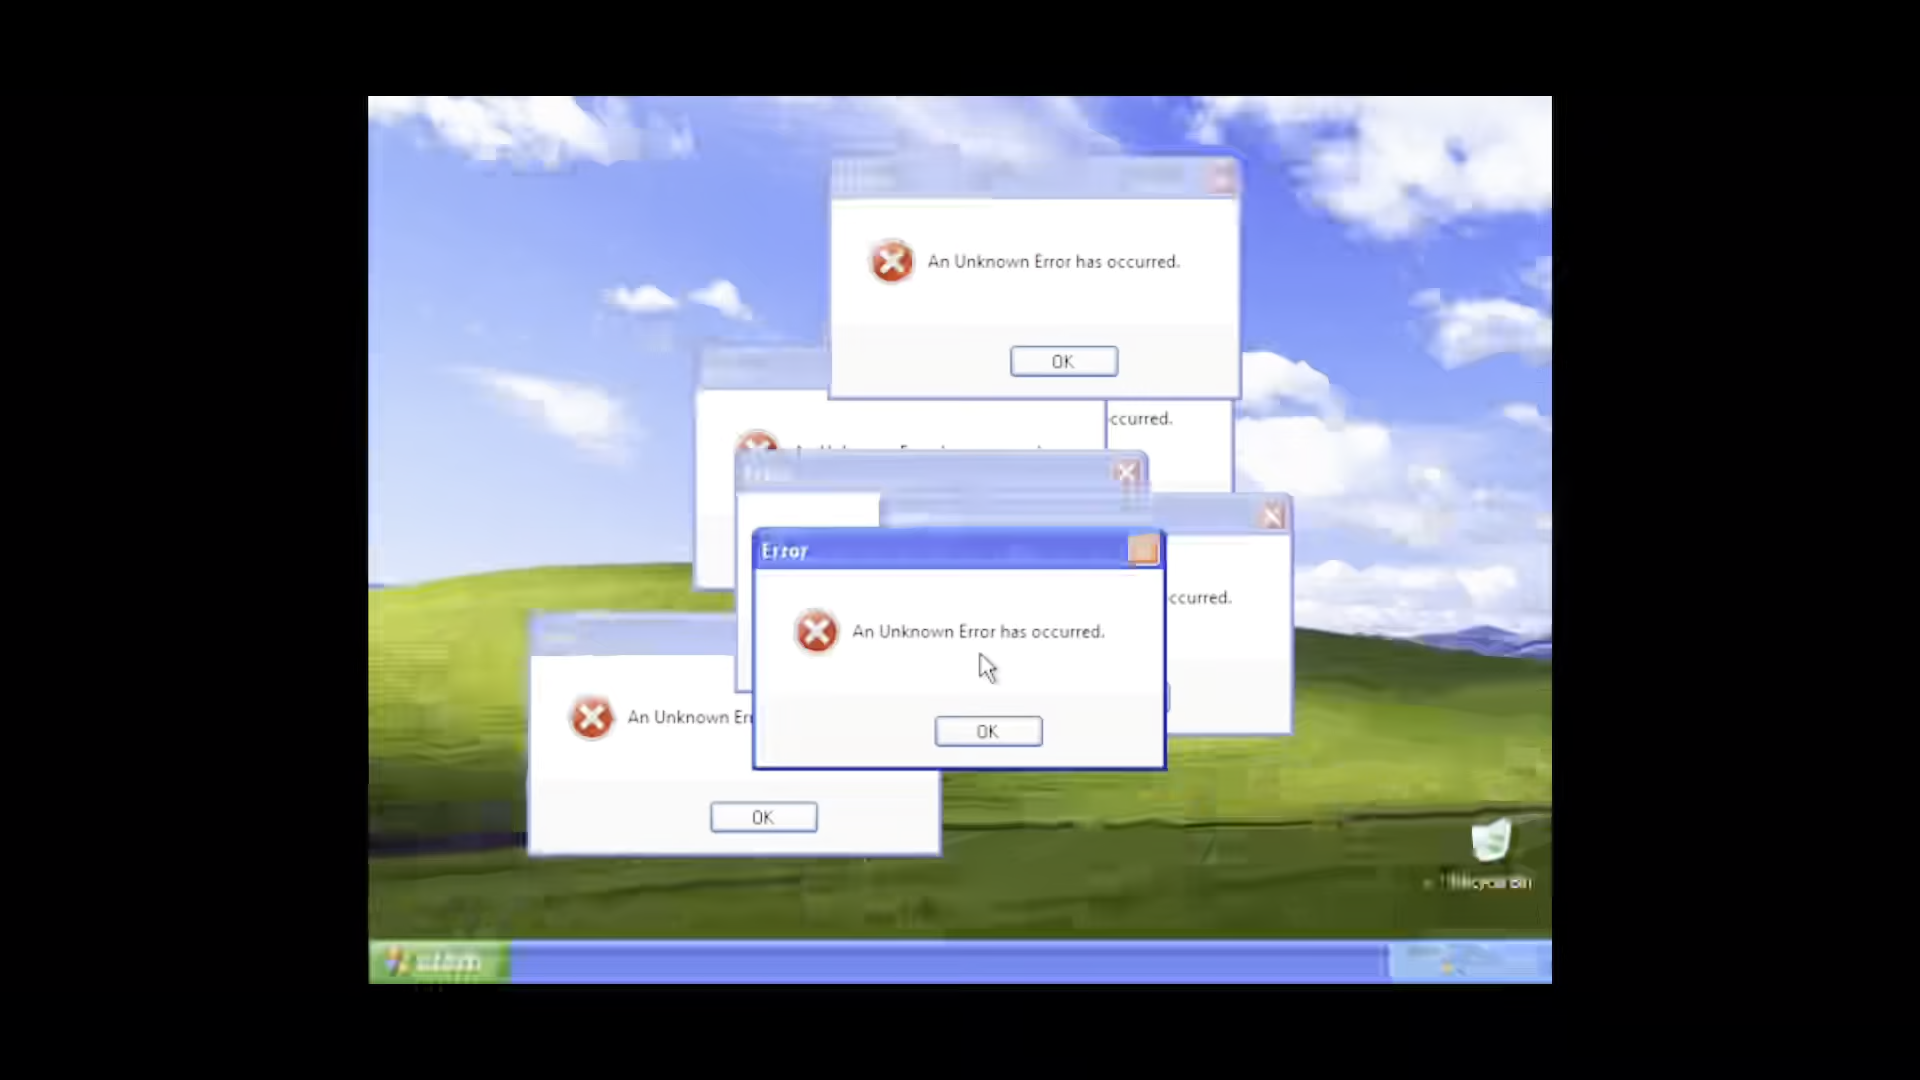 An Unknown Error has occurred.
OK
ccurred.
Error
An Unknown Error has occurred.
OK
ccurred.
An Unknown Er
OK